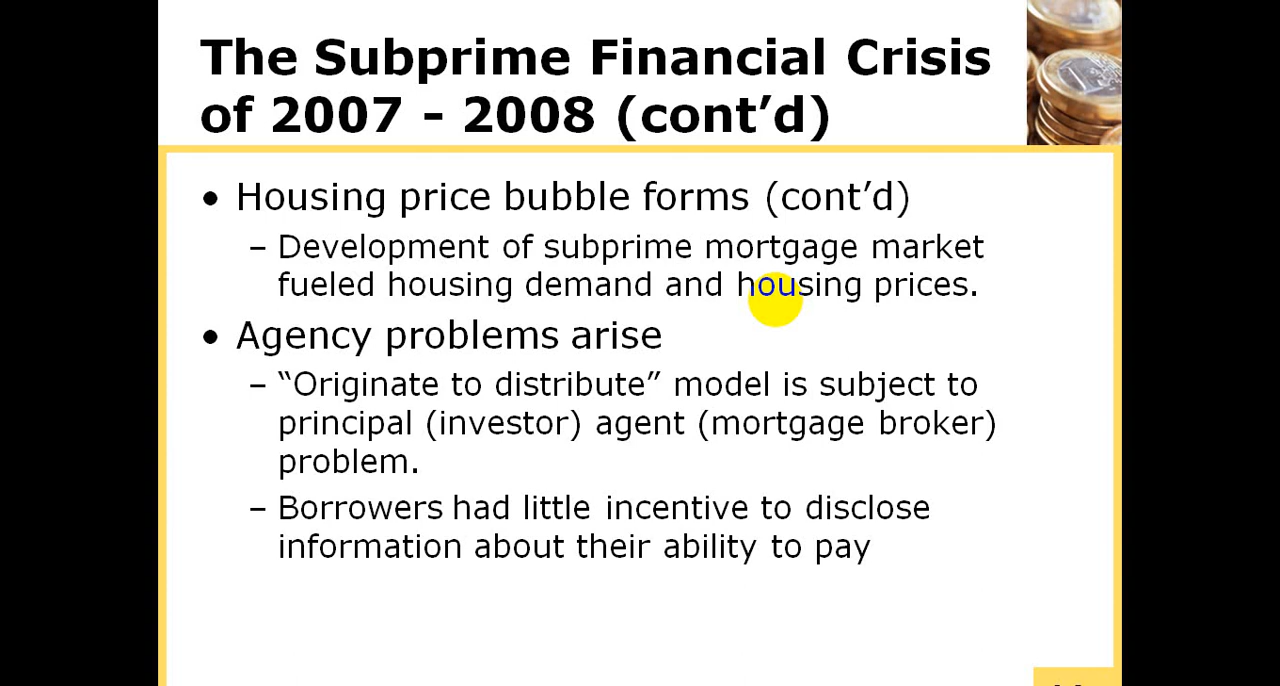 The Subprime Financial Crisis
of 2007 - 2008 (cont’d)
• Housing price bubble forms (cont’d)
– Development of subprime mortgage market
fueled housing demand and housing prices.
• Agency problems arise
– “Originate to distribute” model is subject to
principal (investor) agent (mortgage broker)
problem.
– Borrowers had little incentive to disclose
information about their ability to pay